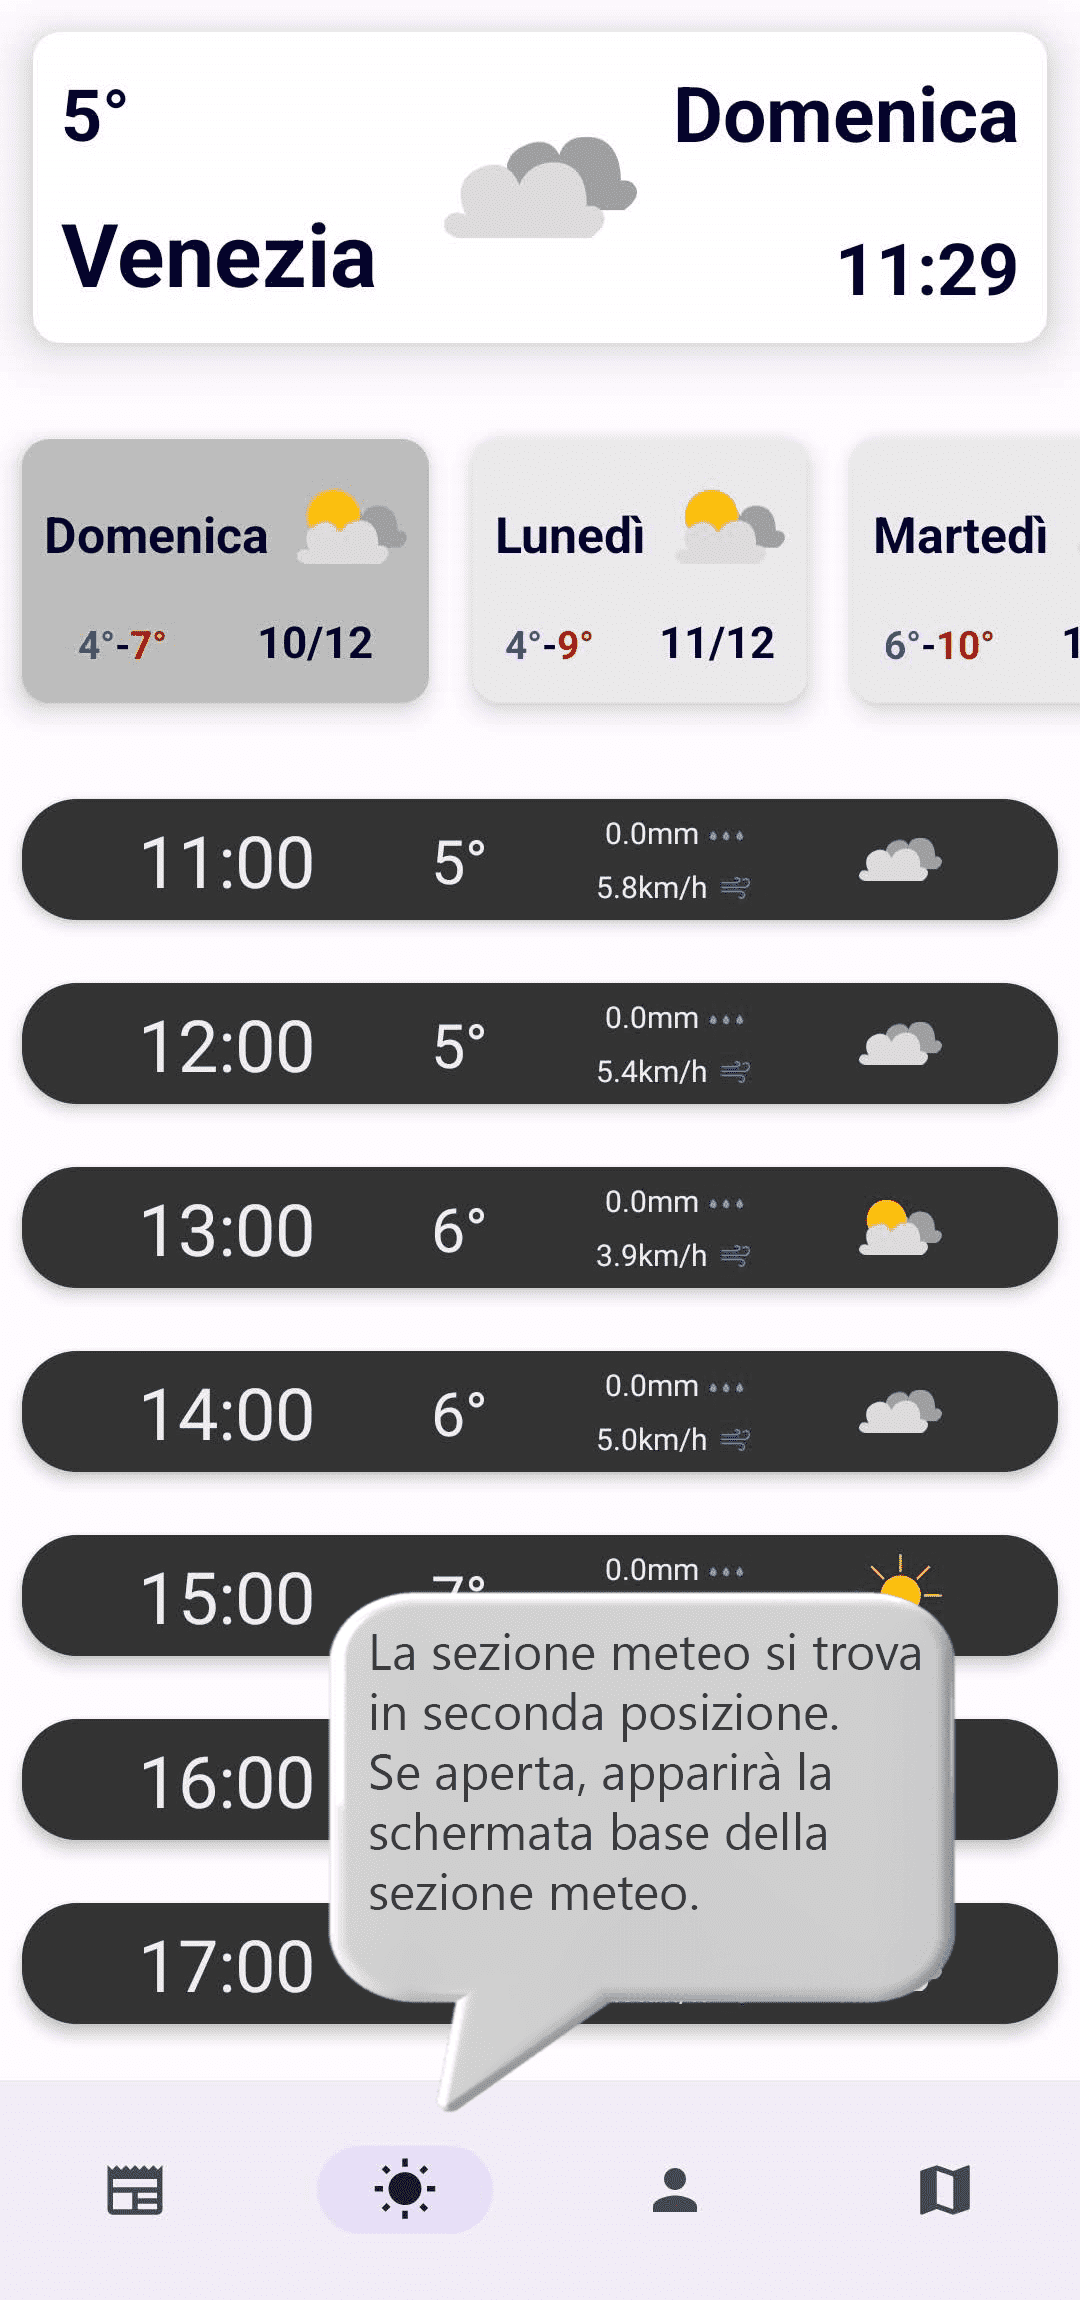 5°
Domenica
Venezia
11:29
Domenica
4°-7°
10/12
Lunedì
4°-9°
11/12
Martedì
6°-10°
11:00 5° 0.0mm
5.8km/h
12:00 5° 0.0mm
5.4km/h
13:00 6° 0.0mm
3.9km/h
14:00 6° 0.0mm
5.0km/h
15:00 7° 0.0mm
16:00
17:00
La sezione meteo si trova
in seconda posizione.
Se aperta, apparirà la
schermata base della
sezione meteo.